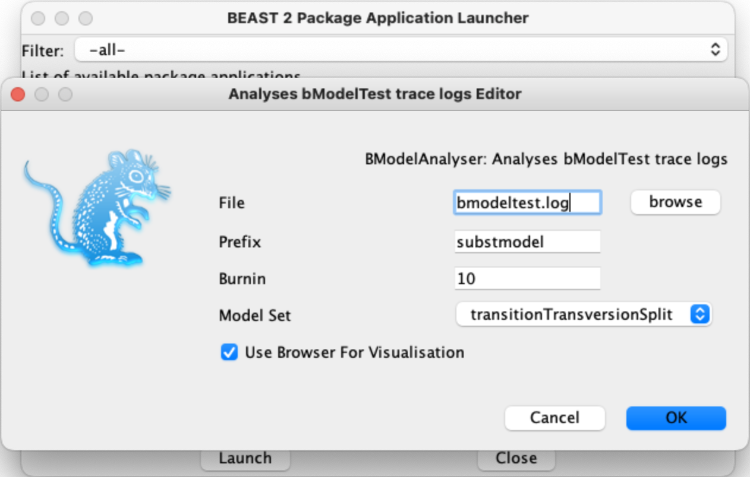 BEAST 2 Package Application Launcher
Filter: -all-
List of available package applications
Analyses bModelTest trace logs Editor
BModelAnalyser: Analyses bModelTest trace logs
File bmodeltest.log browse
Prefix substmodel
Burnin 10
Model Set transitionTransversionSplit
Use Browser For Visualisation
Cancel OK
Launch Close